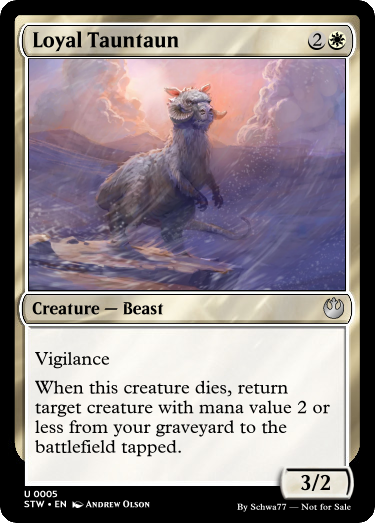 Loyal Tauntaun 2
Creature — Beast
Vigilance
When this creature dies, return
target creature with mana value 2 or
less from your graveyard to the
battlefield tapped.
3/2
U 0005
STW • EN Andrew Olson
By Schwa77 — Not for Sale